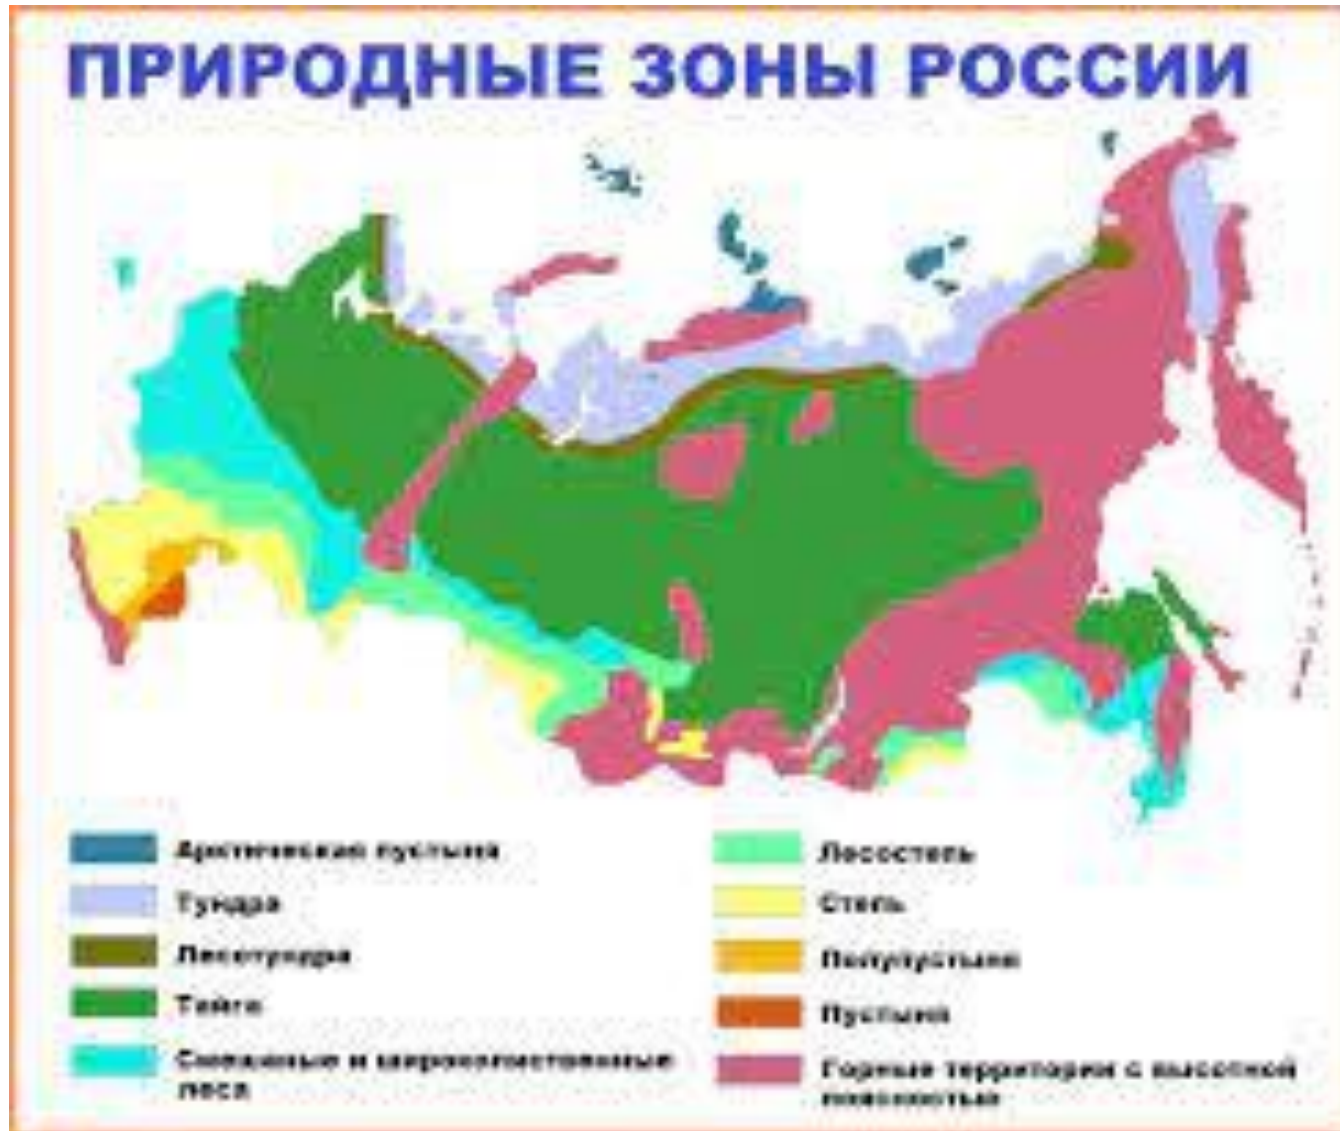 ПРИРОДНЫЕ ЗОНЫ РОССИИ
Арктическая пустыня
Тундра
Лесотундра
Тайга
Смешанные и широколиственные
леса
Лесостепь
Степь
Полупустыня
Пустыня
Горные территории с высотной
поясностью